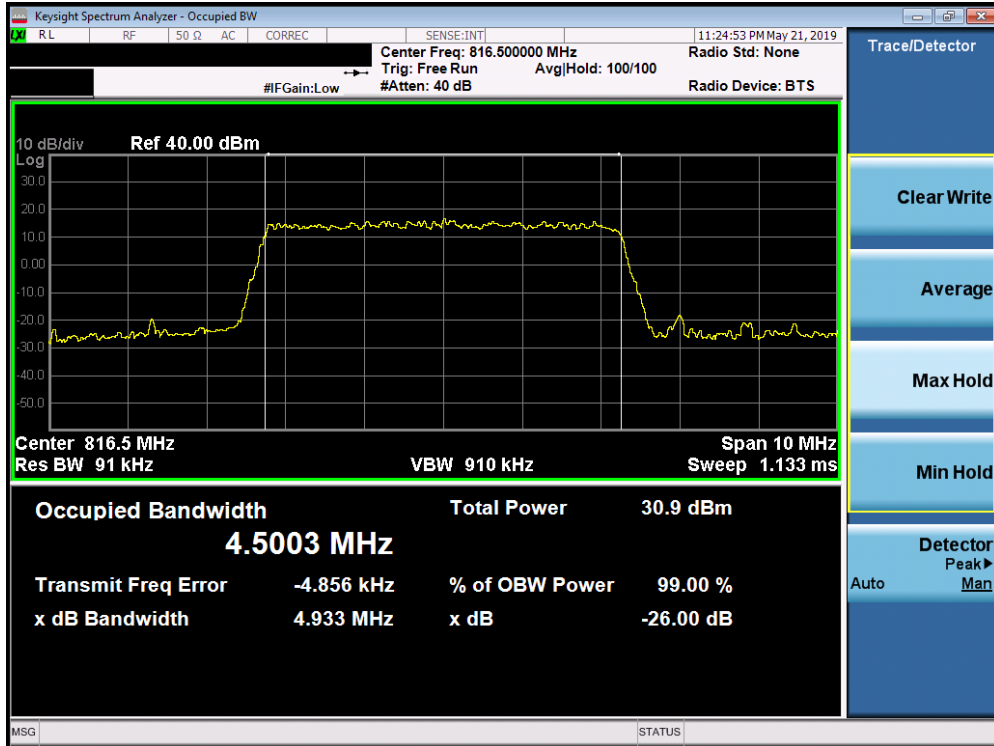 Keysight Spectrum Analyzer - Occupied BW
LXI RL RF 50 Ω AC CORREC SENSE:INT 11:24:53 PM May 21, 2019
Center Freq: 816.500000 MHz Radio Std: None
Trig: Free Run Avg|Hold: 100/100
#IFGain:Low #Atten: 40 dB Radio Device: BTS
Trace/Detector
10 dB/div Ref 40.00 dBm
Log
30.0
20.0
10.0
0.00
-10.0
-20.0
-30.0
-40.0
-50.0
Center 816.5 MHz Span 10 MHz
Res BW 91 kHz VBW 910 kHz Sweep 1.133 ms
Occupied Bandwidth Total Power 30.9 dBm
4.5003 MHz
Transmit Freq Error -4.856 kHz % of OBW Power 99.00 %
x dB Bandwidth 4.933 MHz x dB -26.00 dB
Clear Write
Average
Max Hold
Min Hold
Detector
Peak▶
Auto Man
MSG STATUS